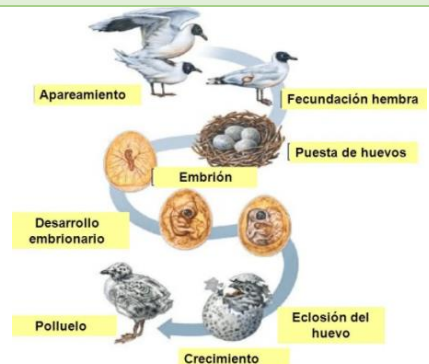 Apareamiento
Fecundación hembra
Puesta de huevos
Embrión
Desarrollo
embrionario
Eclosión del
huevo
Polluelo
Crecimiento